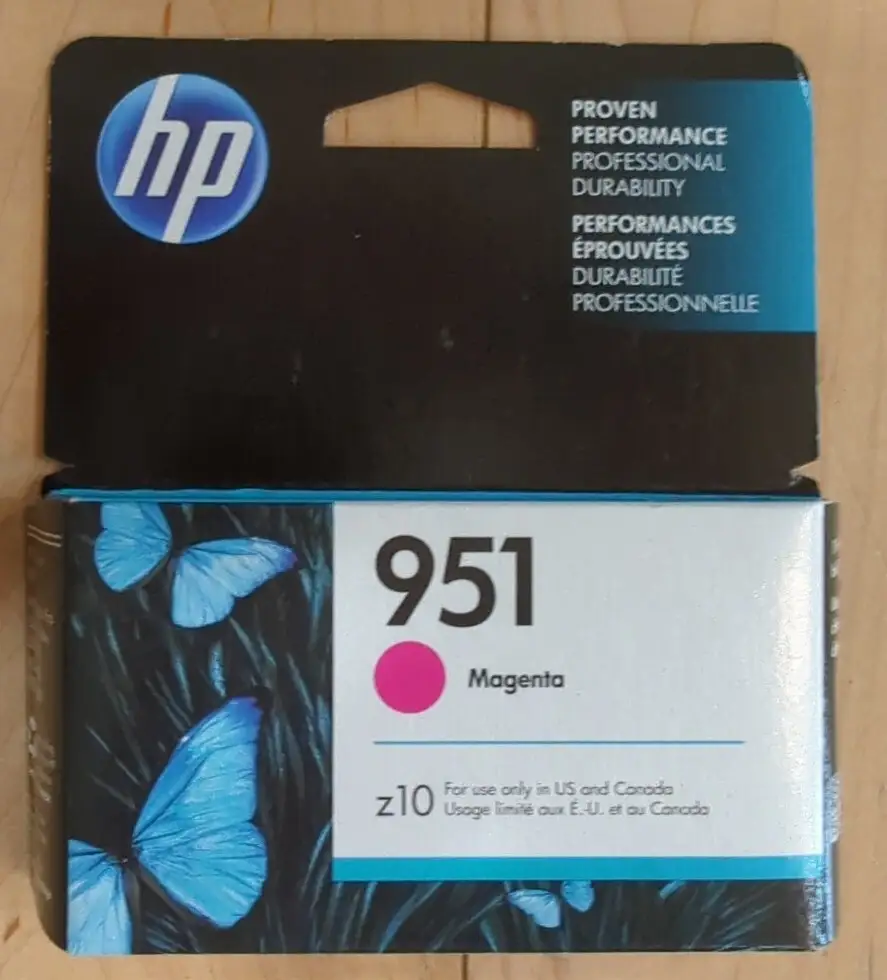 hp
PROVEN
PERFORMANCE
PROFESSIONAL
DURABILITY
PERFORMANCES
ÉPROUVÉES
DURABILITÉ
PROFESSIONNELLE
951
Magenta
z10
For use only in US and Canada
Usage limité aux É.-U. et au Canada